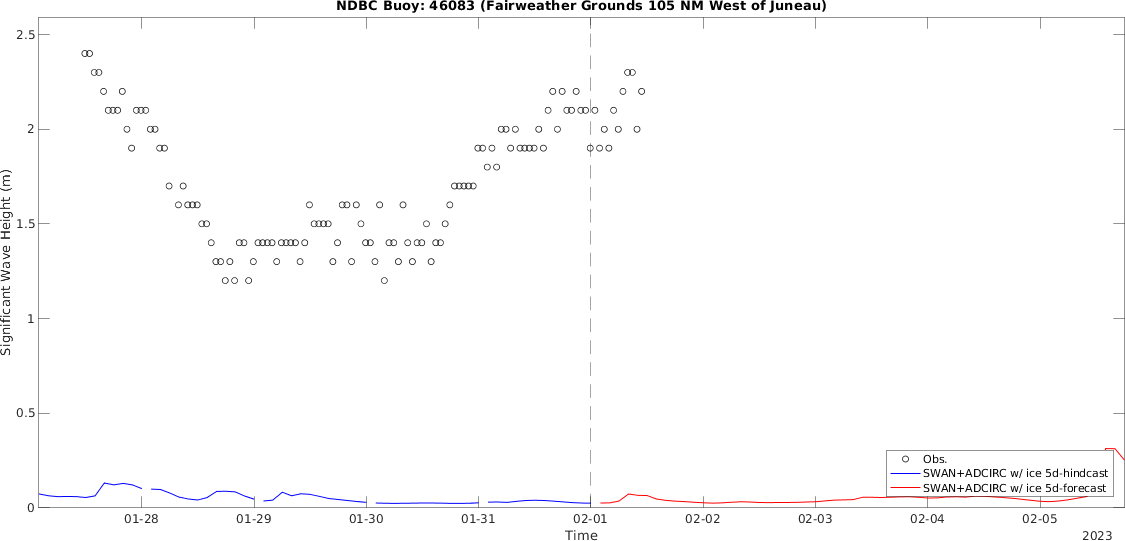 NDBC Buoy: 46083 (Fairweather Grounds 105 NM West of Juneau)
Significant Wave Height (m)
2.5
2
1.5
1
0.5
0
Obs.
SWAN+ADCIRC w/ ice 5d-hindcast
SWAN+ADCIRC w/ ice 5d-forecast
01-28 01-29 01-30 01-31 02-01 02-02 02-03 02-04 02-05
Time
2023